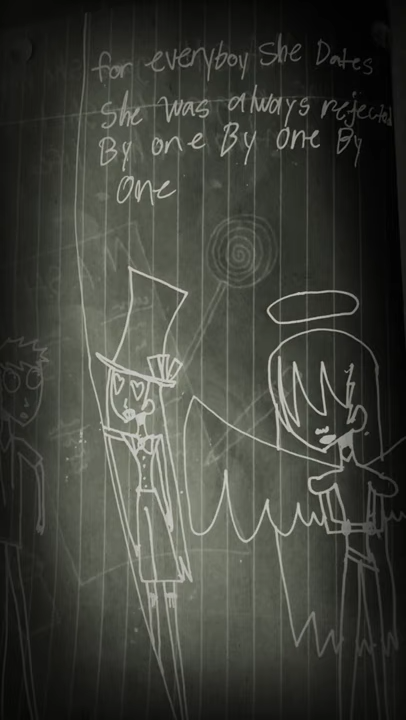 for everyboy She Dates
She was always rejected
By one By one By
one